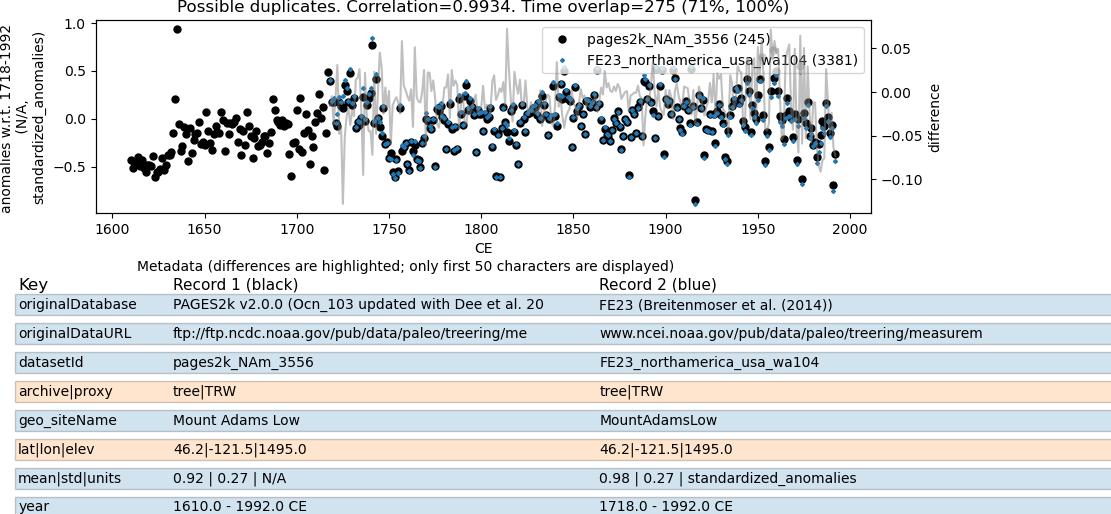 Possible duplicates. Correlation=0.9934. Time overlap=275 (71%, 100%)
anomalies w.r.t. 1718-1992
(N/A,
standardized_anomalies)
1.0
0.5
0.0
−0.5
pages2k_NAm_3556 (245)
FE23_northamerica_usa_wa104 (3381)
0.05
0.00
−0.05
−0.10
difference
1600 1650 1700 1750 1800 1850 1900 1950 2000
CE
Metadata (differences are highlighted; only first 50 characters are displayed)
Key Record 1 (black) Record 2 (blue)
originalDatabase PAGES2k v2.0.0 (Ocn_103 updated with Dee et al. 20 FE23 (Breitenmoser et al. (2014))
originalDataURL ftp://ftp.ncdc.noaa.gov/pub/data/paleo/treering/me www.ncei.noaa.gov/pub/data/paleo/treering/measurem
datasetId pages2k_NAm_3556 FE23_northamerica_usa_wa104
archive|proxy tree|TRW tree|TRW
geo_siteName Mount Adams Low MountAdamsLow
lat|lon|elev 46.2|-121.5|1495.0 46.2|-121.5|1495.0
mean|std|units 0.92 | 0.27 | N/A 0.98 | 0.27 | standardized_anomalies
year 1610.0 - 1992.0 CE 1718.0 - 1992.0 CE